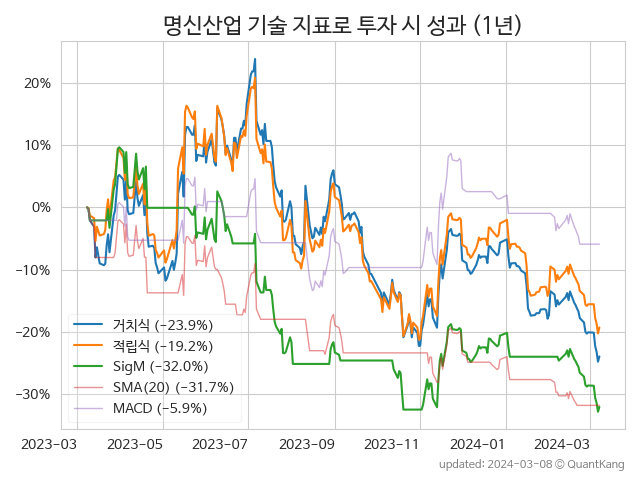 명신산업 기술 지표로 투자 시 성과 (1년)
20%
10%
0%
−10%
−20%
−30%
거치식 (−23.9%)
적립식 (−19.2%)
SigM (−32.0%)
SMA(20) (−31.7%)
MACD (−5.9%)
2023−03 2023−05 2023−07 2023−09 2023−11 2024−01 2024−03
updated: 2024−03−08 © QuantKang